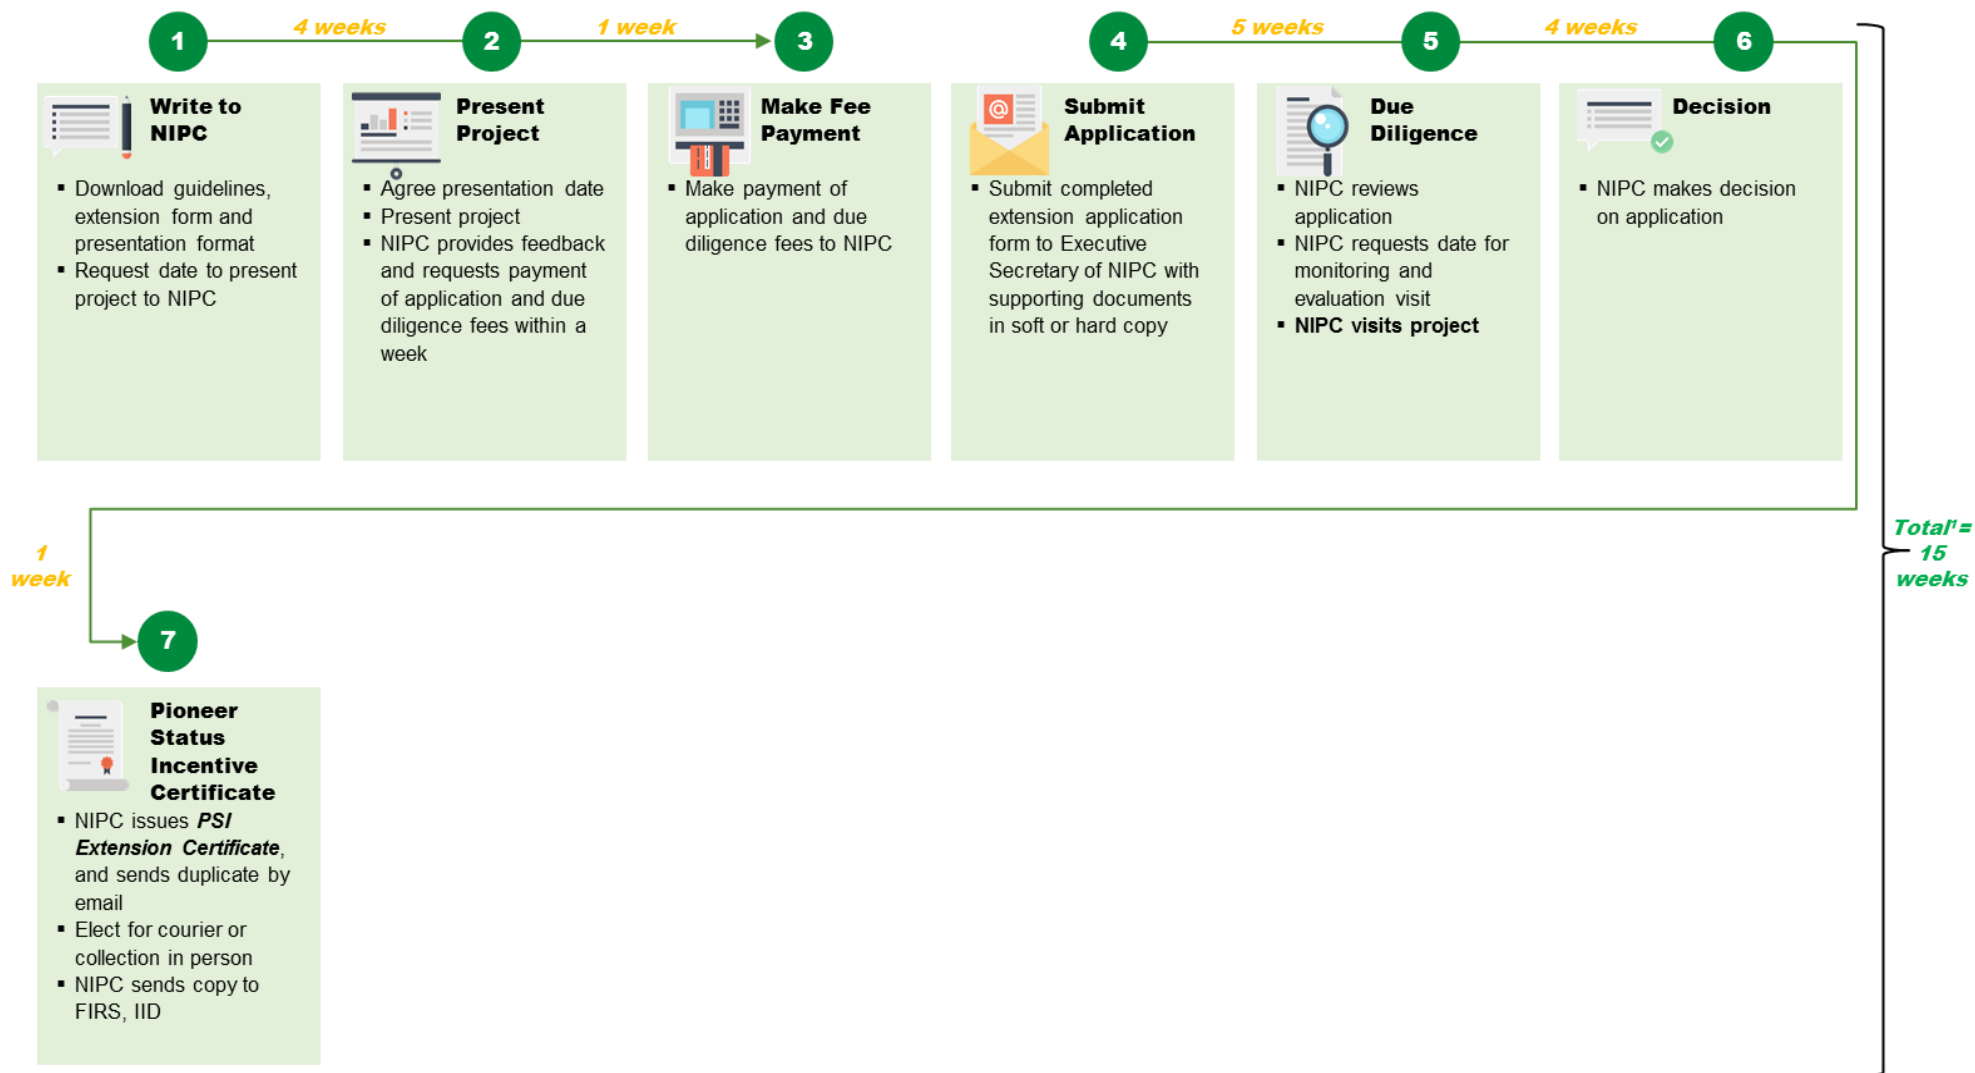 1
4 weeks
2
1 week
3
4
5 weeks
5
4 weeks
6
Write to
NIPC
▪ Download guidelines,
extension form and
presentation format
▪ Request date to present
project to NIPC
Present
Project
▪ Agree presentation date
▪ Present project
▪ NIPC provides feedback
and requests payment
of application and due
diligence fees within a
week
Make Fee
Payment
▪ Make payment of
application and due
diligence fees to NIPC
@
Submit
Application
▪ Submit completed
extension application
form to Executive
Secretary of NIPC with
supporting documents
in soft or hard copy
Due
Diligence
▪ NIPC reviews
application
▪ NIPC requests date for
monitoring and
evaluation visit
▪ NIPC visits project
Decision
▪ NIPC makes decision
on application
Total¹=
15
weeks
1
week
7
Pioneer
Status
Incentive
Certificate
▪ NIPC issues PSI
Extension Certificate,
and sends duplicate by
email
▪ Elect for courier or
collection in person
▪ NIPC sends copy to
FIRS, IID